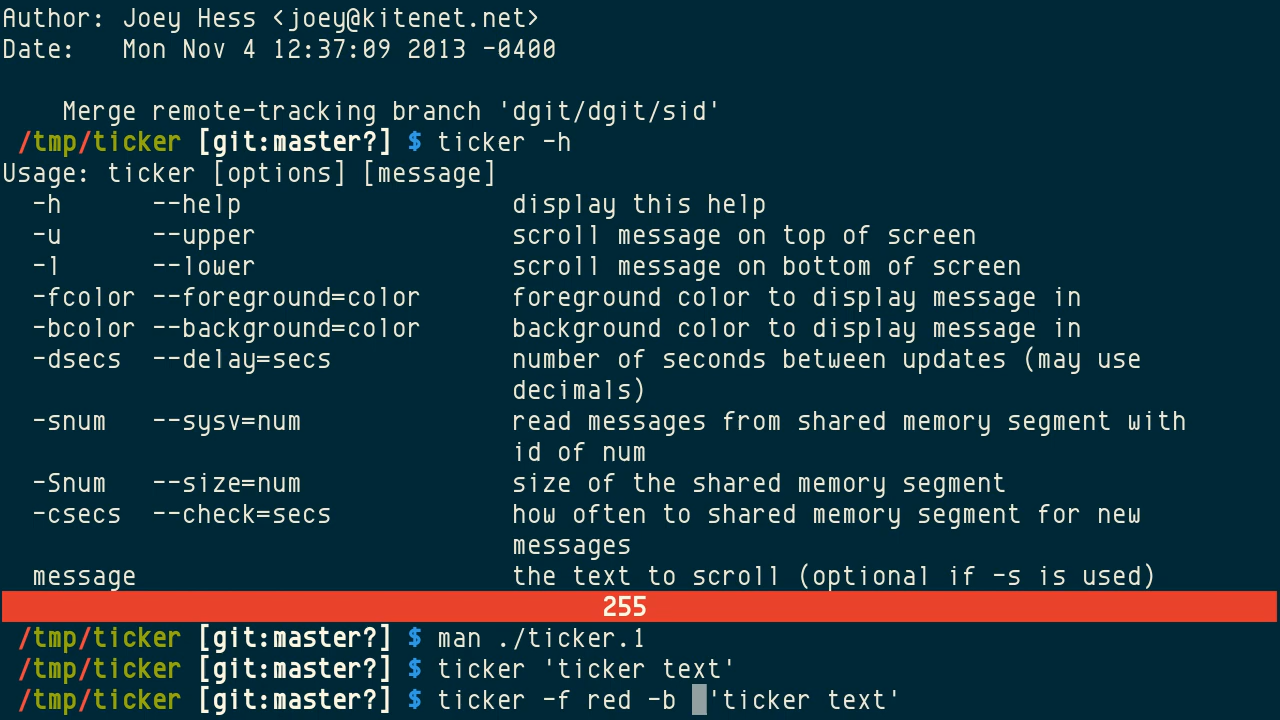 Author: Joey Hess <joey@kitenet.net>
Date:   Mon Nov 4 12:37:09 2013 -0400
    Merge remote-tracking branch 'dgit/dgit/sid'
/tmp/ticker [git:master?] $ ticker -h
Usage: ticker [options] [message]
  -h      --help                  display this help
  -u      --upper                 scroll message on top of screen
  -l      --lower                 scroll message on bottom of screen
  -fcolor --foreground=color      foreground color to display message in
  -bcolor --background=color      background color to display message in
  -dsecs  --delay=secs            number of seconds between updates (may use
                                  decimals)
  -snum   --sysv=num              read messages from shared memory segment with
                                  id of num
  -Snum   --size=num              size of the shared memory segment
  -csecs  --check=secs            how often to shared memory segment for new
                                  messages
  message                         the text to scroll (optional if -s is used)
255
/tmp/ticker [git:master?] $ man ./ticker.1
/tmp/ticker [git:master?] $ ticker 'ticker text'
/tmp/ticker [git:master?] $ ticker -f red -b 'ticker text'